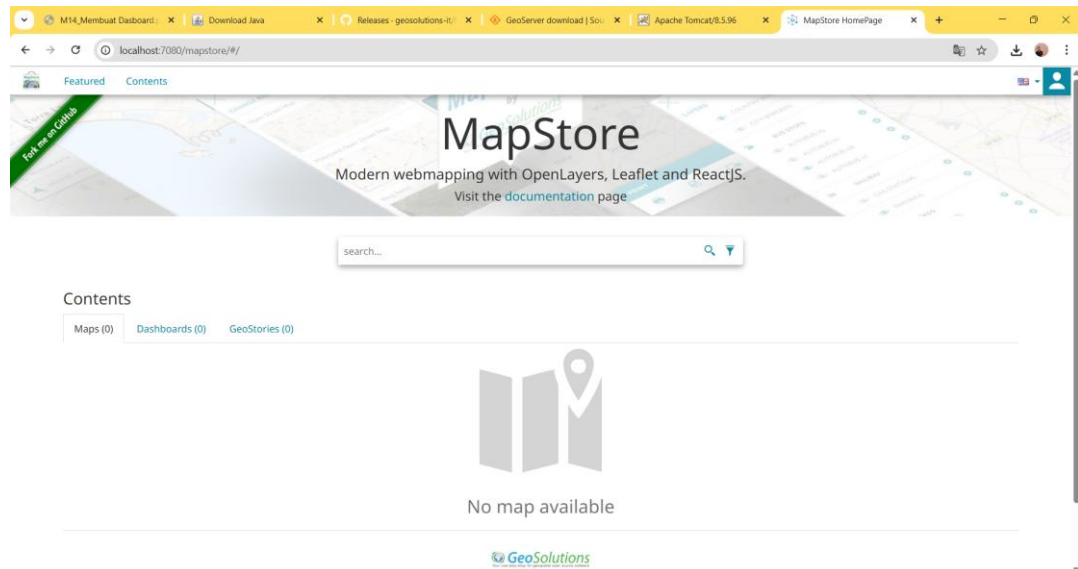 M14_Membuat Dasboard.p
Download Java
Releases · geosolutions-it/
GeoServer download | Sou
Apache Tomcat/8.5.96
MapStore HomePage
localhost:7080/mapstore/#/
Featured
Contents
Fork me on GitHub
MapStore
Modern webmapping with OpenLayers, Leaflet and ReactJS.
Visit the documentation page
search...
Contents
Maps (0)
Dashboards (0)
GeoStories (0)
No map available
GeoSolutions